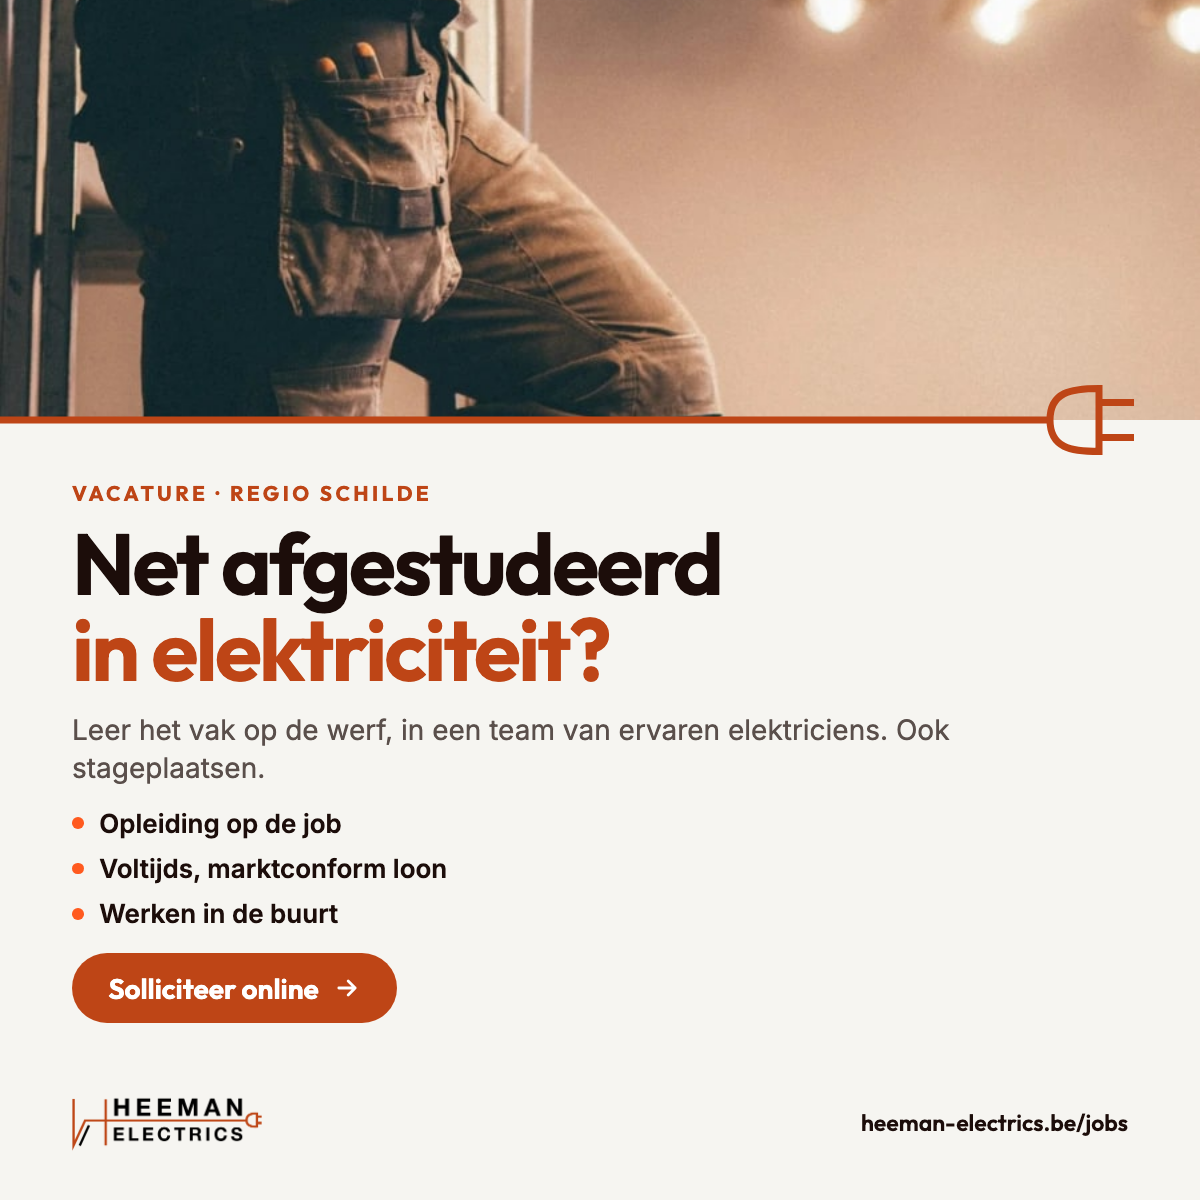 VACATURE · REGIO SCHILDE
Net afgestudeerd
in elektriciteit?
Leer het vak op de werf, in een team van ervaren elektriciens. Ook
stageplaatsen.
Opleiding op de job
Voltijds, marktconform loon
Werken in de buurt
Solliciteer online →
HEEMAN
ELECTRICS
heeman-electrics.be/jobs